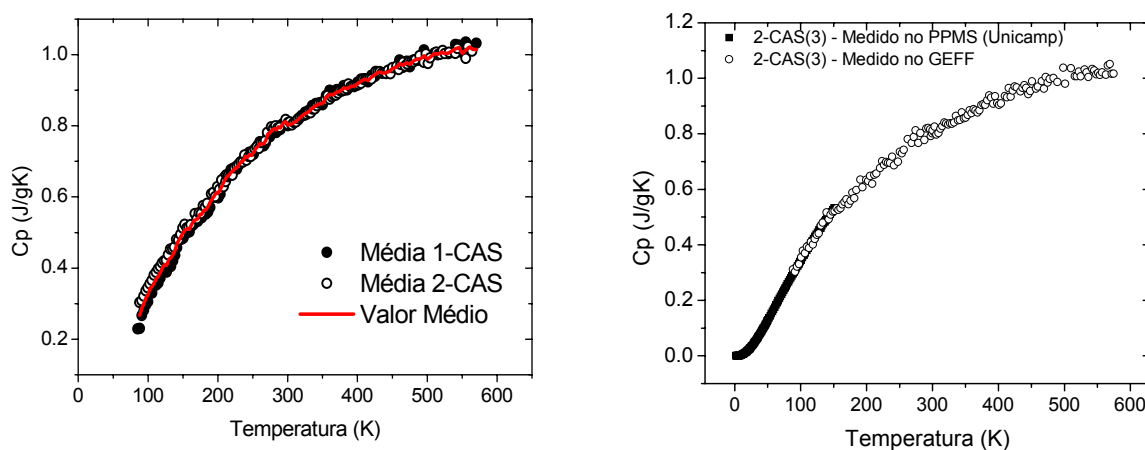 1.0
0.8
0.6
0.4
0.2
Cp (J/gK)
Média 1-CAS
Média 2-CAS
Valor Médio
0 100 200 300 400 500 600
Temperatura (K)
1.2
1.0
0.8
0.6
0.4
0.2
0.0
Cp (J/gK)
2-CAS(3) - Medido no PPMS (Unicamp)
2-CAS(3) - Medido no GEFF
0 100 200 300 400 500 600
Temperatura (K)